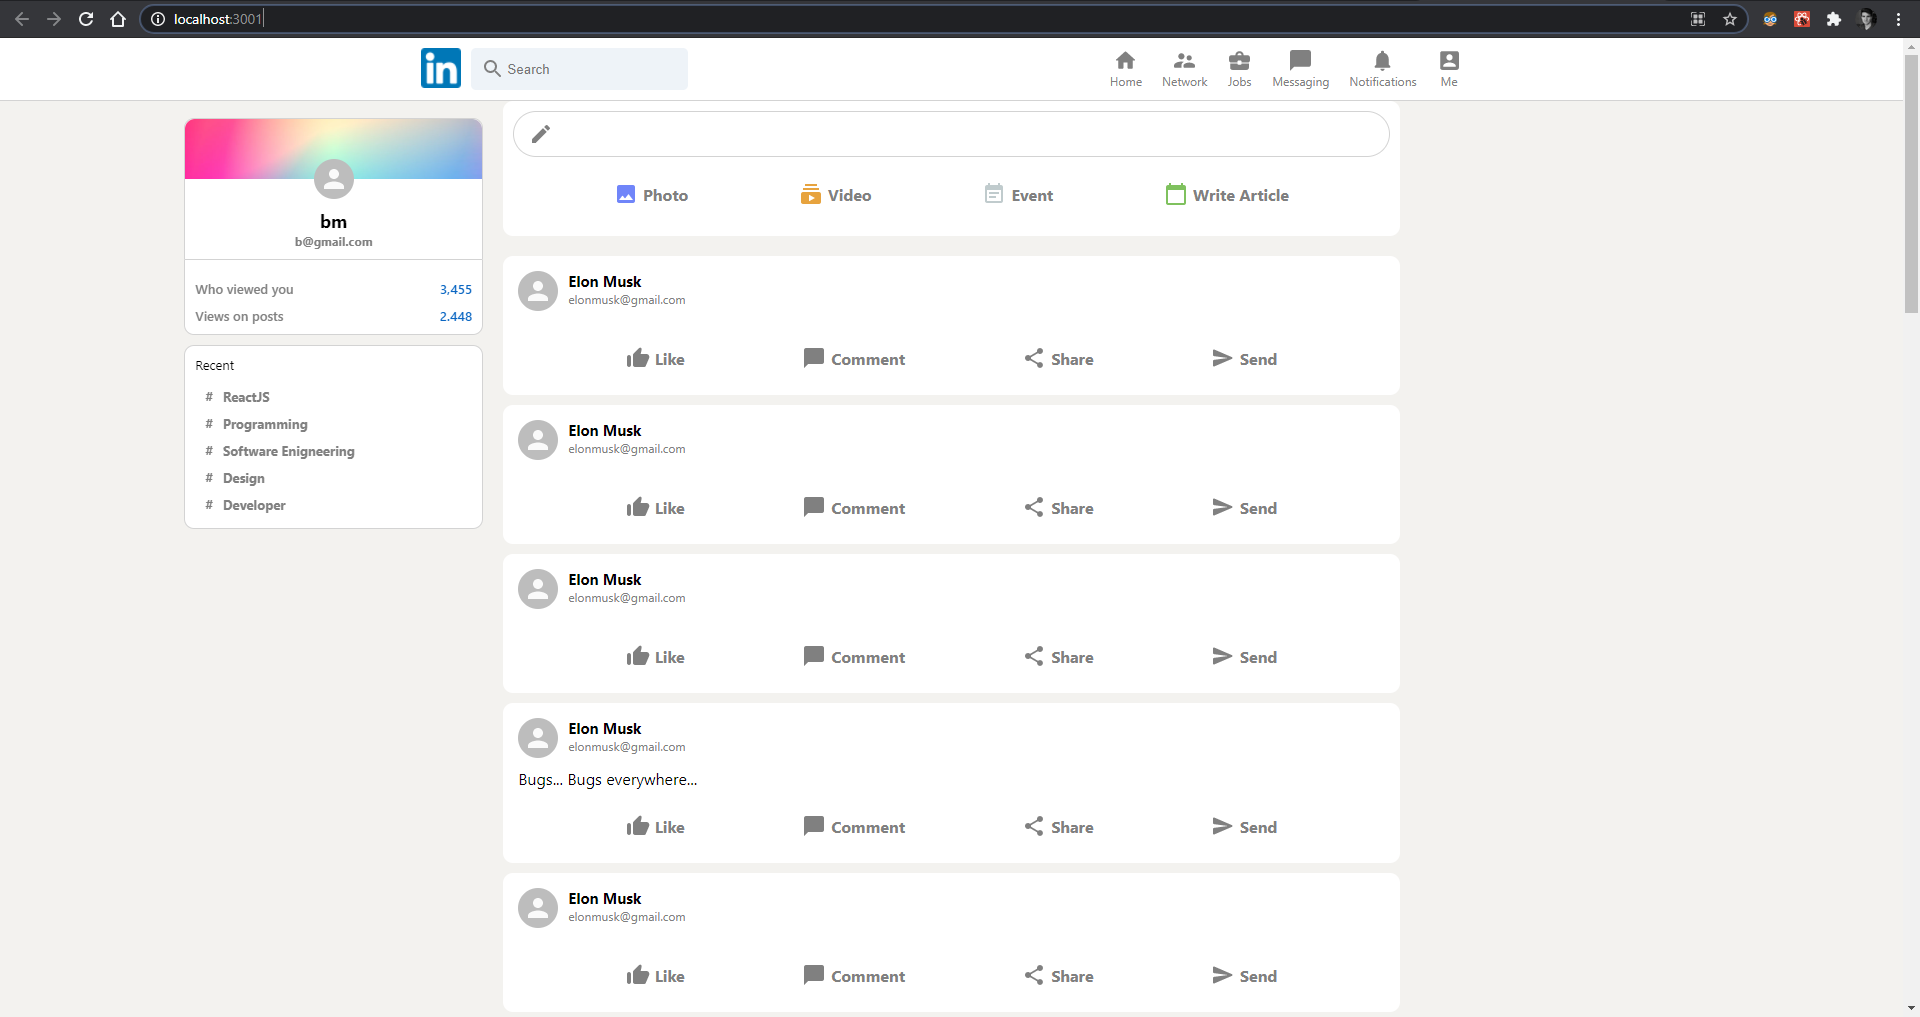 localhost:3001
in
Search
Home
Network
Jobs
Messaging
Notifications
Me
bm
b@gmail.com
Who viewed you 3,455
Views on posts 2.448
Recent
# ReactJS
# Programming
# Software Enigneering
# Design
# Developer
Photo
Video
Event
Write Article
Elon Musk
elonmusk@gmail.com
Like Comment Share Send
Elon Musk
elonmusk@gmail.com
Like Comment Share Send
Elon Musk
elonmusk@gmail.com
Like Comment Share Send
Elon Musk
elonmusk@gmail.com
Bugs... Bugs everywhere...
Like Comment Share Send
Elon Musk
elonmusk@gmail.com
Like Comment Share Send